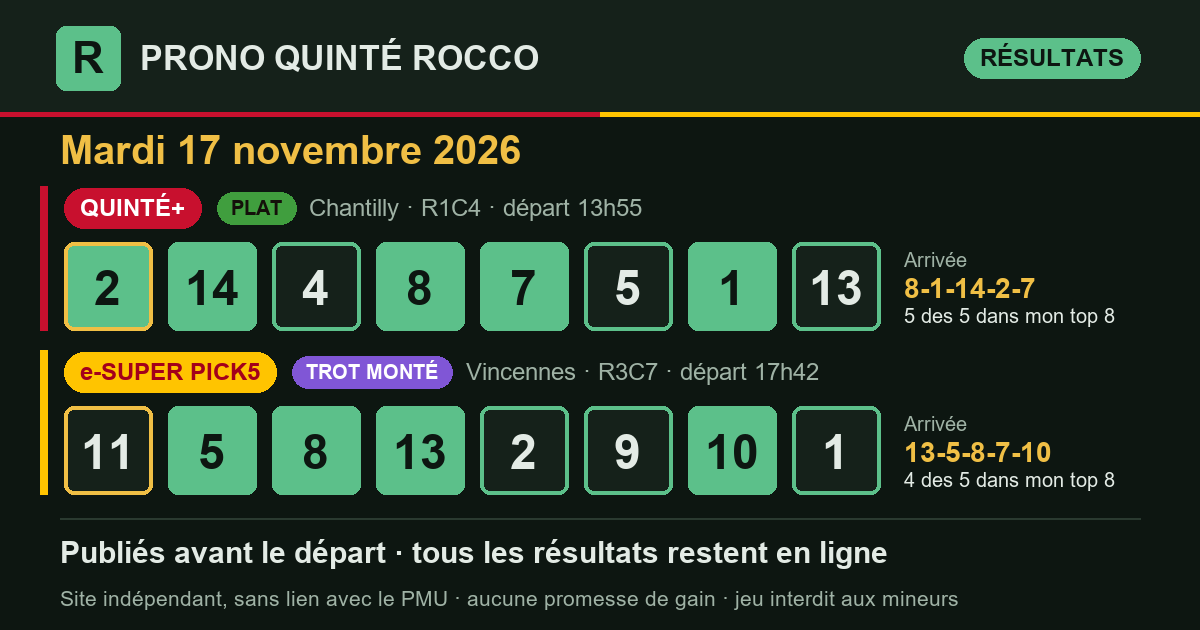 R PRONO QUINTÉ ROCCO RÉSULTATS
Mardi 17 novembre 2026
QUINTÉ+ PLAT Chantilly · R1C4 · départ 13h55
2 14 4 8 7 5 1 13
Arrivée
8-1-14-2-7
5 des 5 dans mon top 8
e-SUPER PICK5 TROT MONTÉ Vincennes · R3C7 · départ 17h42
11 5 8 13 2 9 10 1
Arrivée
13-5-8-7-10
4 des 5 dans mon top 8
Publiés avant le départ · tous les résultats restent en ligne
Site indépendant, sans lien avec le PMU · aucune promesse de gain · jeu interdit aux mineurs